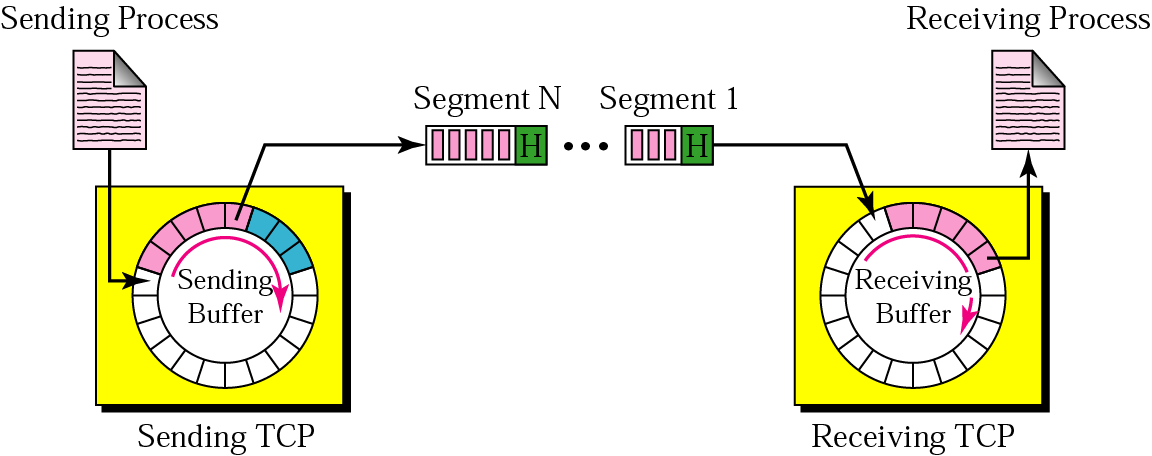 Sending Process
Receiving Process
Segment N
Segment 1
H
H
Sending
Buffer
Receiving
Buffer
Sending TCP
Receiving TCP